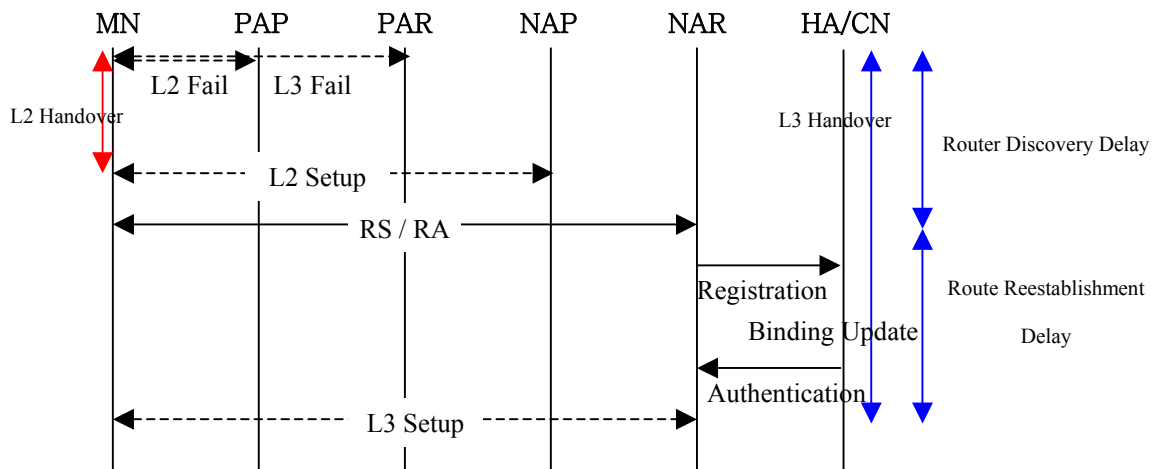 MN PAP PAR NAP NAR HA/CN
L2 Fail L3 Fail
L2 Handover
L3 Handover
Router Discovery Delay
L2 Setup
RS / RA
Registration
Route Reestablishment
Delay
Binding Update
Authentication
L3 Setup